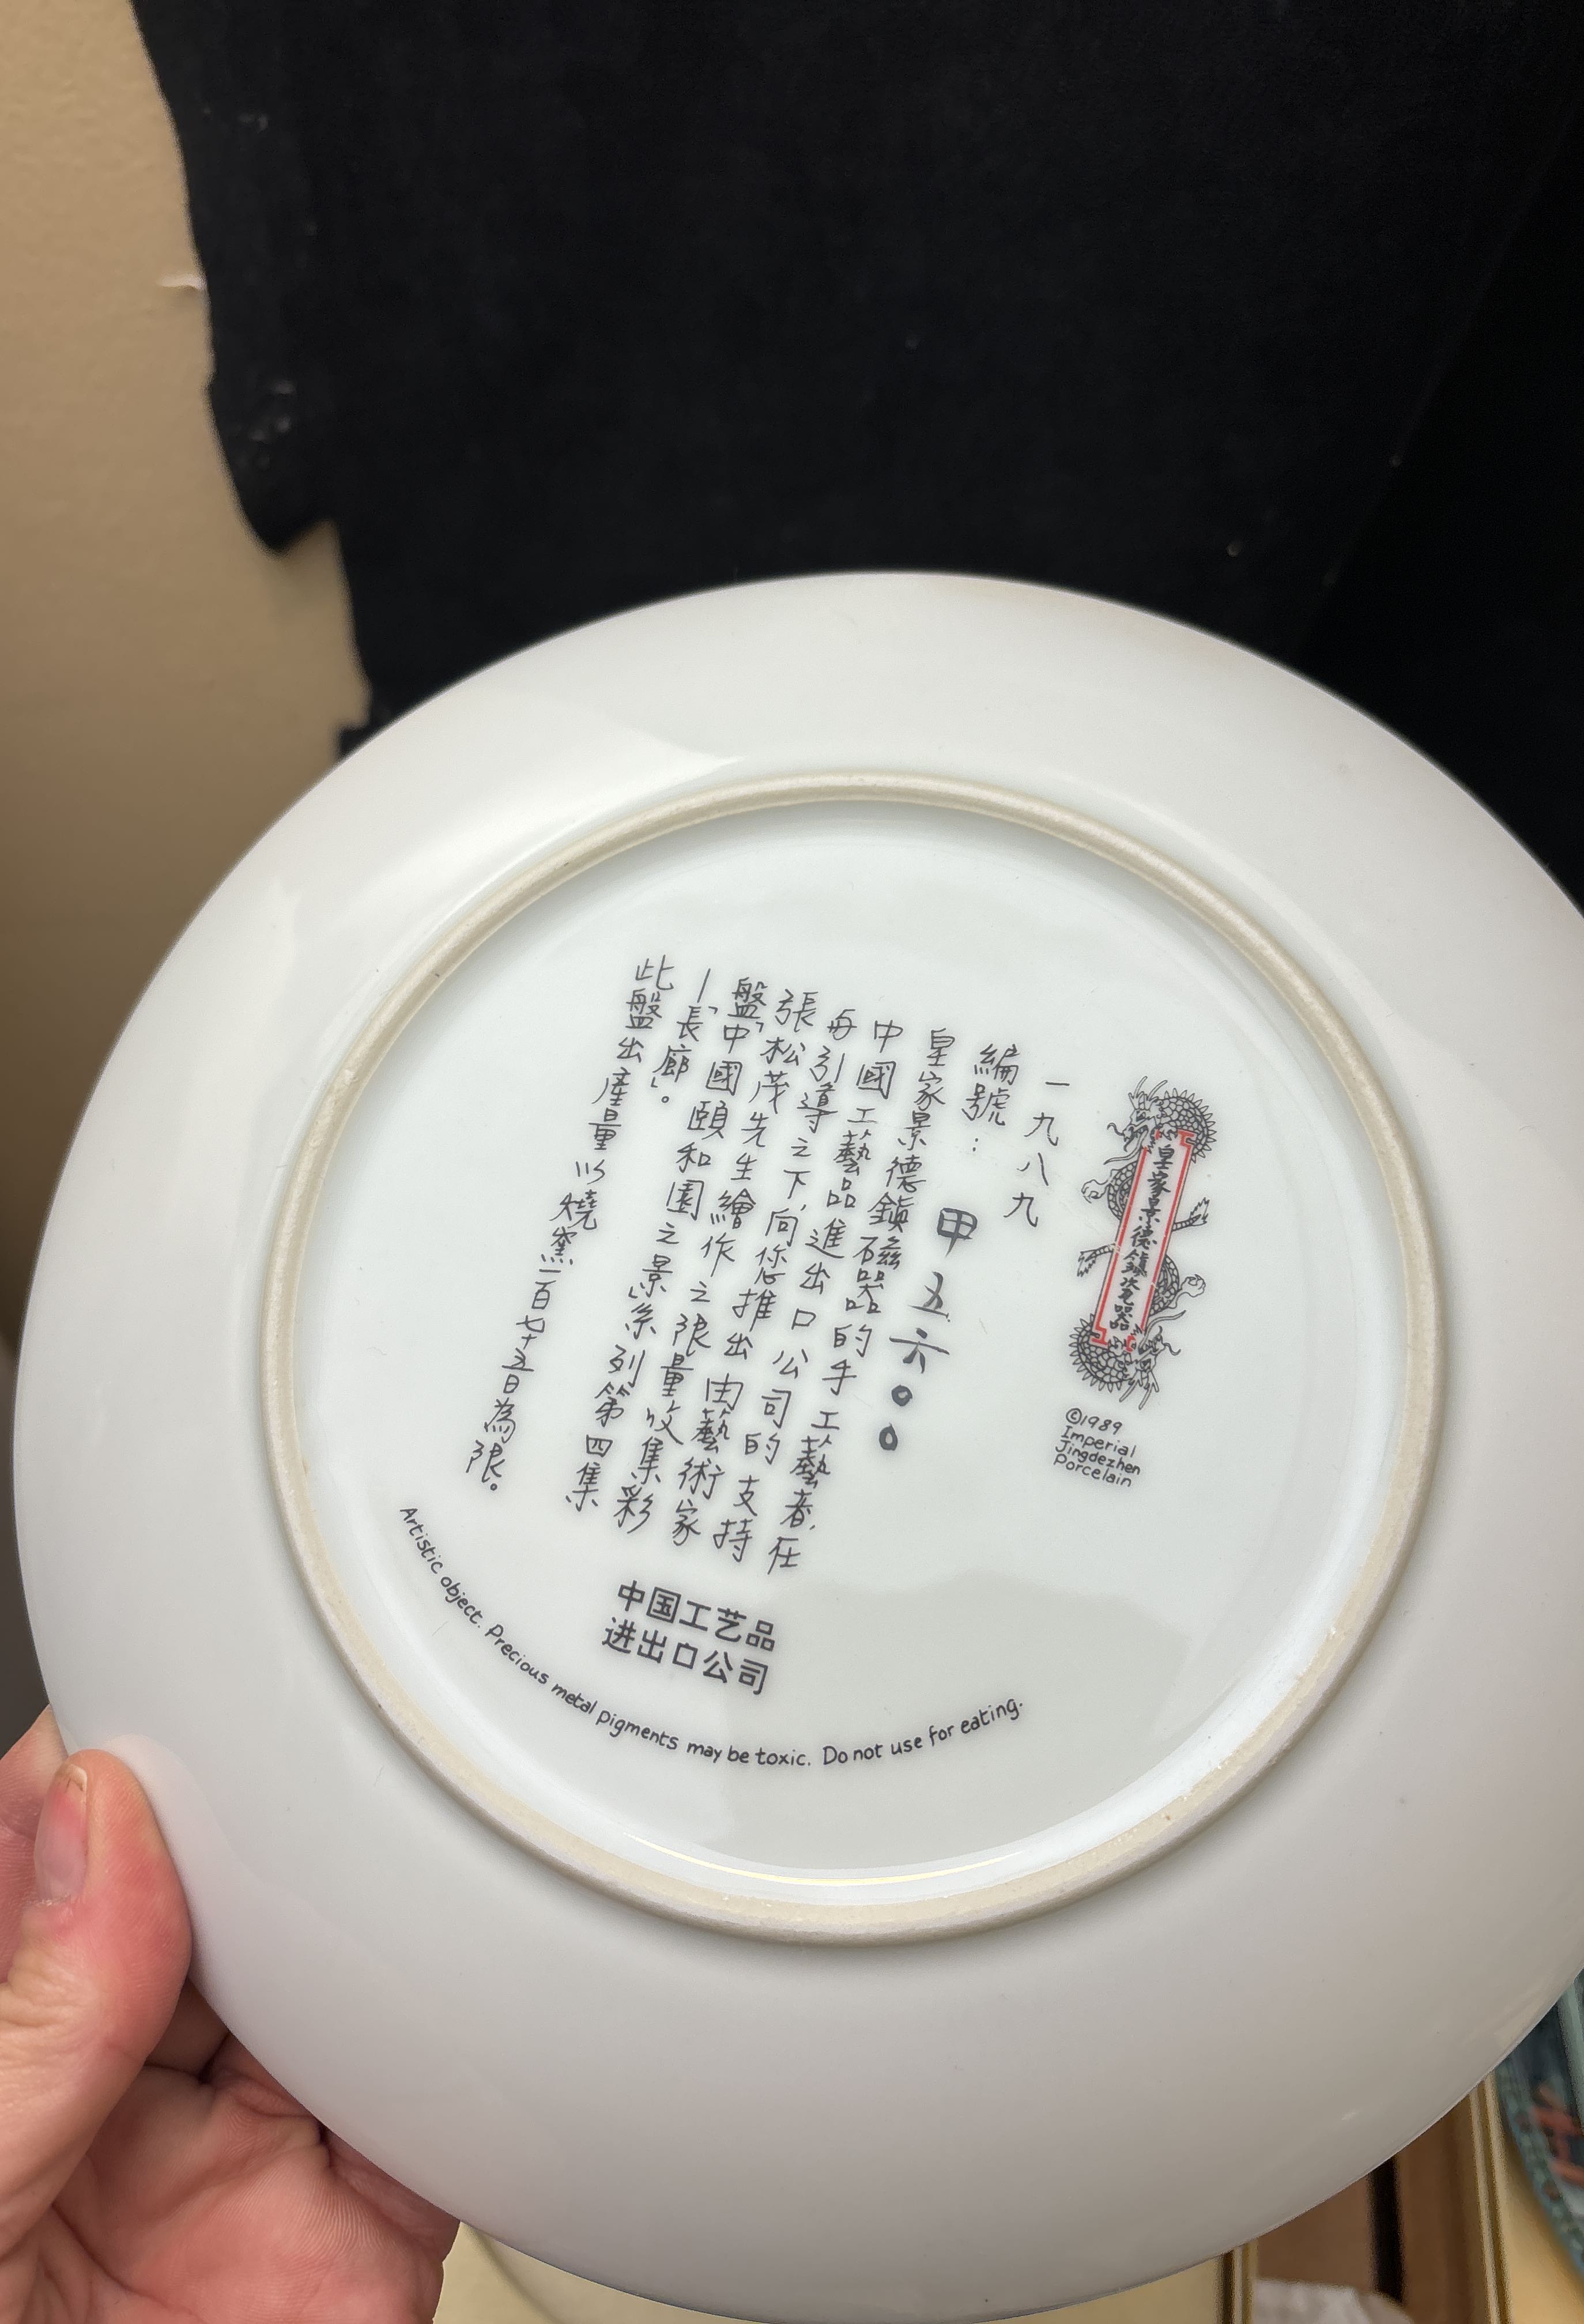 皇家景德鎮瓷器
©1989
Imperial
Jingdezhen
Porcelain
一九八九
編號：甲五六00
皇家景德鎮磁器的手工藝者，在
中國工藝品進出口公司的支持
與引導之下，向您推出由藝術家
張松茂先生繪作之限量收集彩
盤，「中國頤和園之景」系列第四集
—「長廊」。
此盤出產量以燒窯一百七十五日為限。
中国工艺品
进出口公司
Artistic object. Precious metal pigments may be toxic. Do not use for eating.